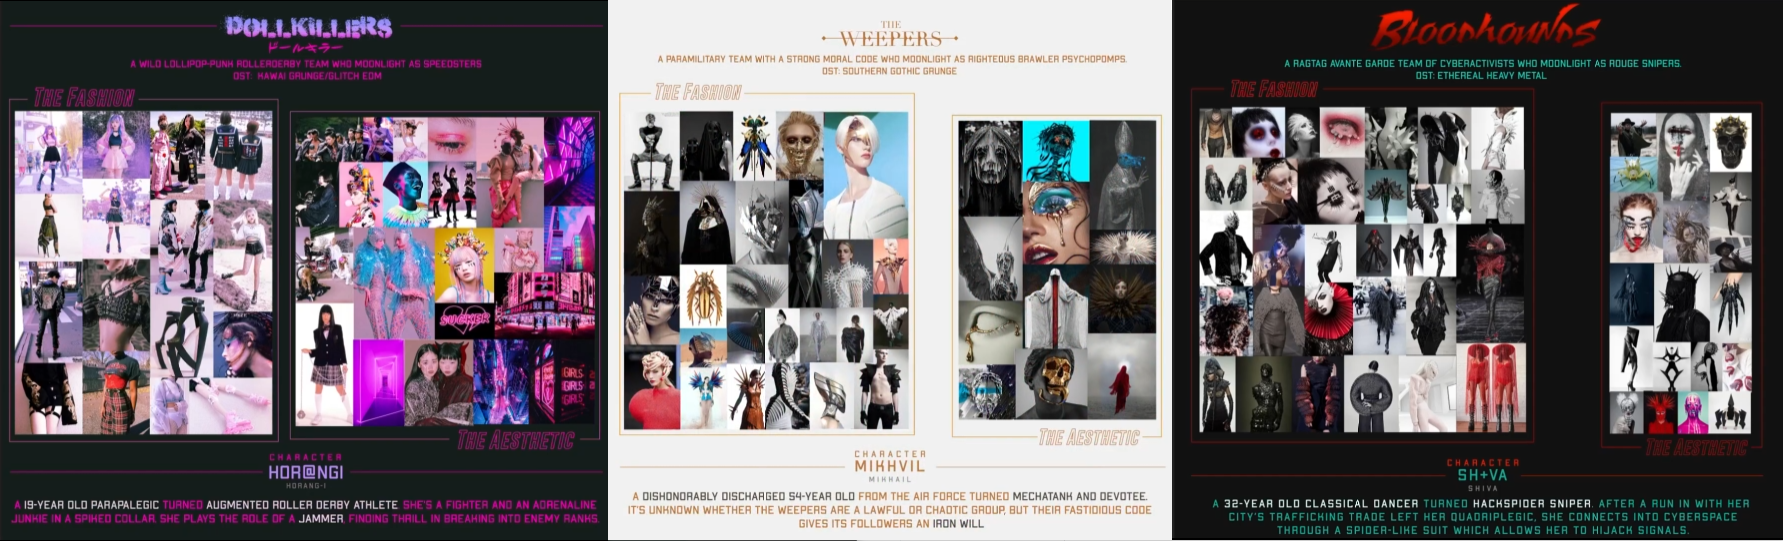 DOLLKILLERS
ドールキラー
A WILD LOLLIPOP-PUNK ROLLERDERBY TEAM WHO MOONLIGHT AS SPEEDSTERS
OST: KAWAI GRUNGE/GLITCH EDM
THE FASHION
SUCKER
GIRLS
GIRLS
GIRLS
THE AESTHETIC
CHARACTER
HOR@NGI
HORANG-I
A 19-YEAR OLD PARAPALEGIC TURNED AUGMENTED ROLLER DERBY ATHLETE. SHE'S A FIGHTER AND AN ADRENALINE
JUNKIE IN A SPIKED COLLAR. SHE PLAYS THE ROLE OF A JAMMER, FINDING THRILL IN BREAKING INTO ENEMY RANKS.
THE
WEEPERS
A PARAMILITARY TEAM WITH A STRONG MORAL CODE WHO MOONLIGHT AS RIGHTEOUS BRAWLER PSYCHOPOMPS.
OST: SOUTHERN GOTHIC GRUNGE
THE FASHION
THE AESTHETIC
CHARACTER
MIKHVIL
MIKHAIL
A DISHONORABLY DISCHARGED 54-YEAR OLD FROM THE AIR FORCE TURNED MECHATANK AND DEVOTEE.
IT'S UNKNOWN WHETHER THE WEEPERS ARE A LAWFUL OR CHAOTIC GROUP, BUT THEIR FASTIDIOUS CODE
GIVES ITS FOLLOWERS AN IRON WILL
BLOODHOUNDS
A RAGTAG AVANTE GARDE TEAM OF CYBERACTIVISTS WHO MOONLIGHT AS ROUGE SNIPERS.
OST: ETHEREAL HEAVY METAL
THE FASHION
THE AESTHETIC
CHARACTER
SH+VA
SHIVA
A 32-YEAR OLD CLASSICAL DANCER TURNED HACKSPIDER SNIPER. AFTER A RUN IN WITH HER
CITY'S TRAFFICKING TRADE LEFT HER QUADRIPLEGIC, SHE CONNECTS INTO CYBERSPACE
THROUGH A SPIDER-LIKE SUIT WHICH ALLOWS HER TO HIJACK SIGNALS.